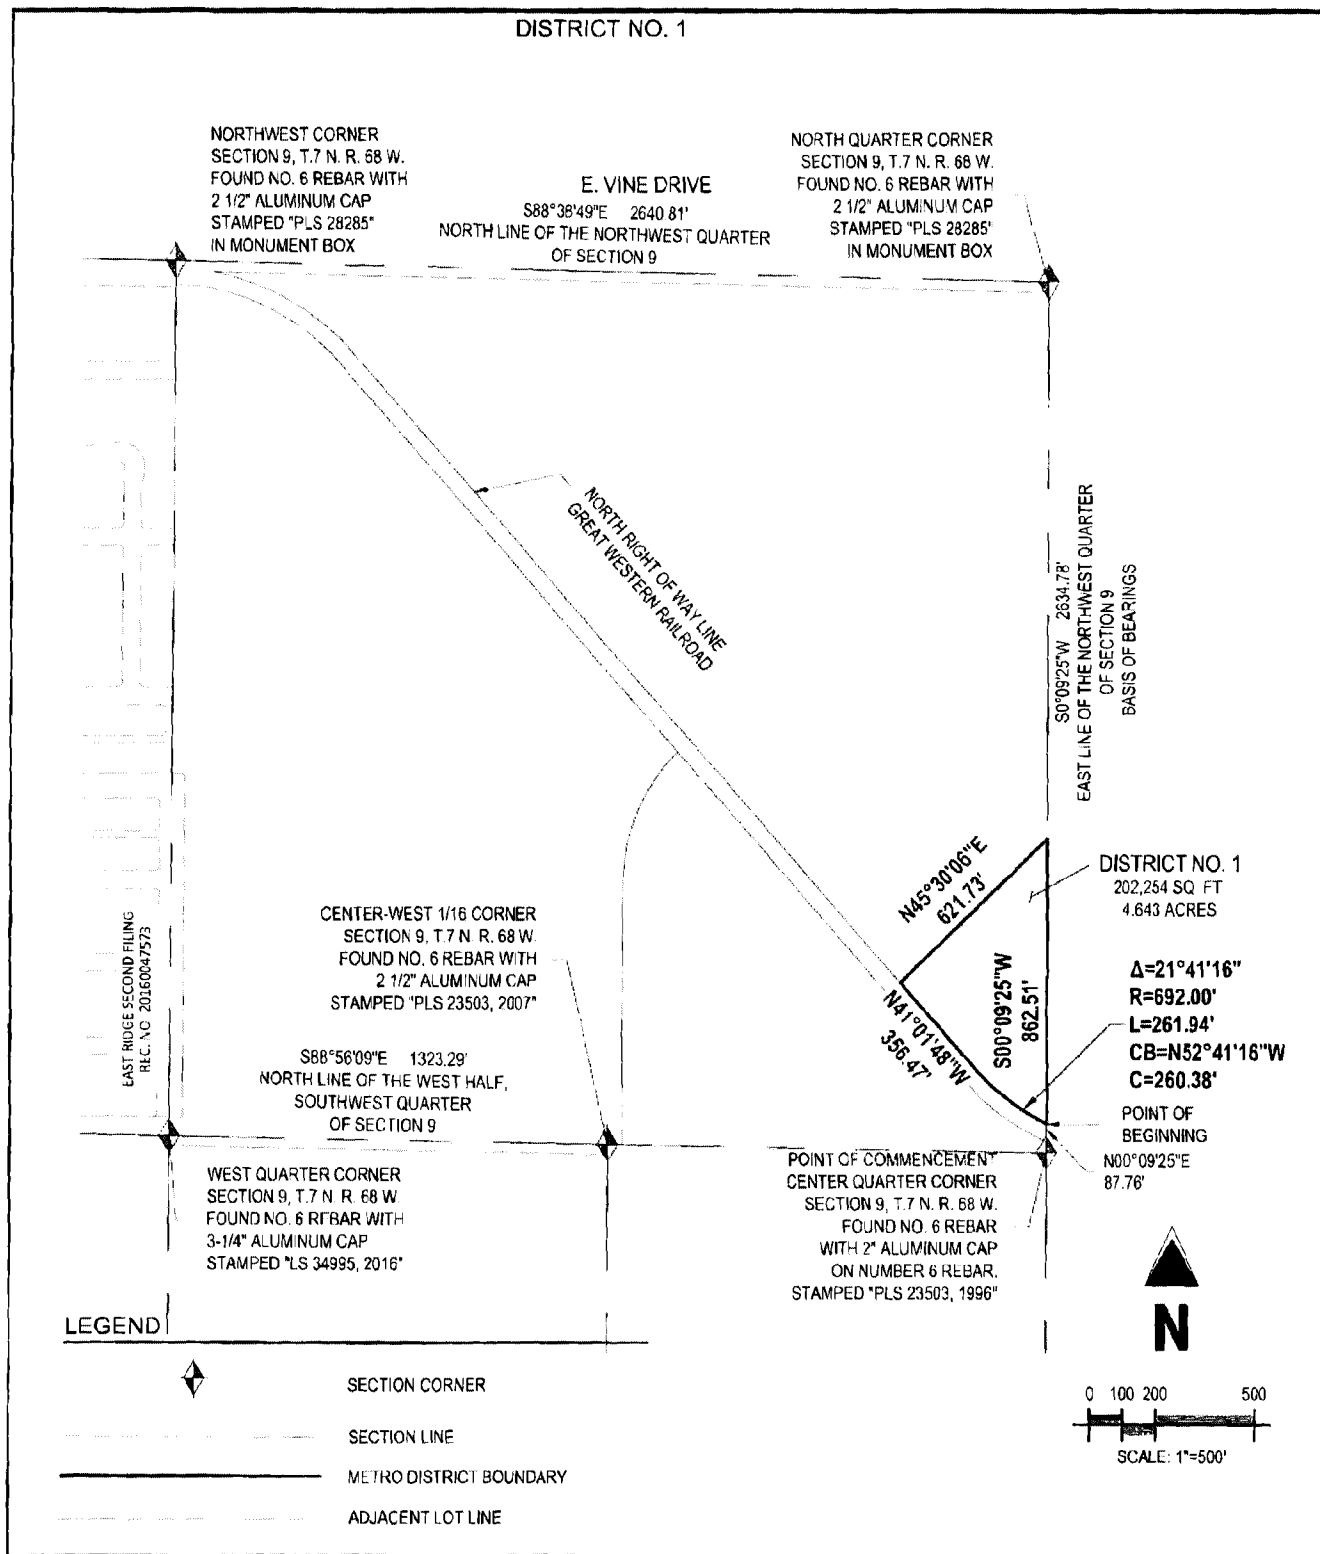 DISTRICT NO. 1
NORTHWEST CORNER
SECTION 9, T.7 N. R. 68 W.
FOUND NO. 6 REBAR WITH
2 1/2" ALUMINUM CAP
STAMPED "PLS 28285"
IN MONUMENT BOX
E. VINE DRIVE
S88°38'49"E 2640.81'
NORTH LINE OF THE NORTHWEST QUARTER
OF SECTION 9
NORTH QUARTER CORNER
SECTION 9, T.7 N. R. 68 W.
FOUND NO. 6 REBAR WITH
2 1/2" ALUMINUM CAP
STAMPED "PLS 28285"
IN MONUMENT BOX
NORTH RIGHT OF WAY LINE
GREAT WESTERN RAILROAD
S0°09'25"W 2634.78'
EAST LINE OF THE NORTHWEST QUARTER
OF SECTION 9
BASIS OF BEARINGS
N45°30'06"E
621.73'
DISTRICT NO. 1
202,254 SQ FT
4.643 ACRES
S00°09'25"W
862.51'
N41°01'48"W
356.47'
Δ=21°41'16"
R=692.00'
L=261.94'
CB=N52°41'16"W
C=260.38'
POINT OF
BEGINNING
N00°09'25"E
87.76'
EAST RIDGE SECOND FILING
REC. NO. 20160047573
CENTER-WEST 1/16 CORNER
SECTION 9, T.7 N. R. 68 W.
FOUND NO. 6 REBAR WITH
2 1/2" ALUMINUM CAP
STAMPED "PLS 23503, 2007"
S88°56'09"E 1323.29'
NORTH LINE OF THE WEST HALF,
SOUTHWEST QUARTER
OF SECTION 9
WEST QUARTER CORNER
SECTION 9, T.7 N. R. 68 W.
FOUND NO. 6 REBAR WITH
3-1/4" ALUMINUM CAP
STAMPED "LS 34995, 2016"
POINT OF COMMENCEMENT
CENTER QUARTER CORNER
SECTION 9, T.7 N. R. 68 W.
FOUND NO. 6 REBAR
WITH 2" ALUMINUM CAP
ON NUMBER 6 REBAR,
STAMPED "PLS 23503, 1996"
N
0 100 200 500
SCALE: 1"=500'
LEGEND
SECTION CORNER
SECTION LINE
METRO DISTRICT BOUNDARY
ADJACENT LOT LINE